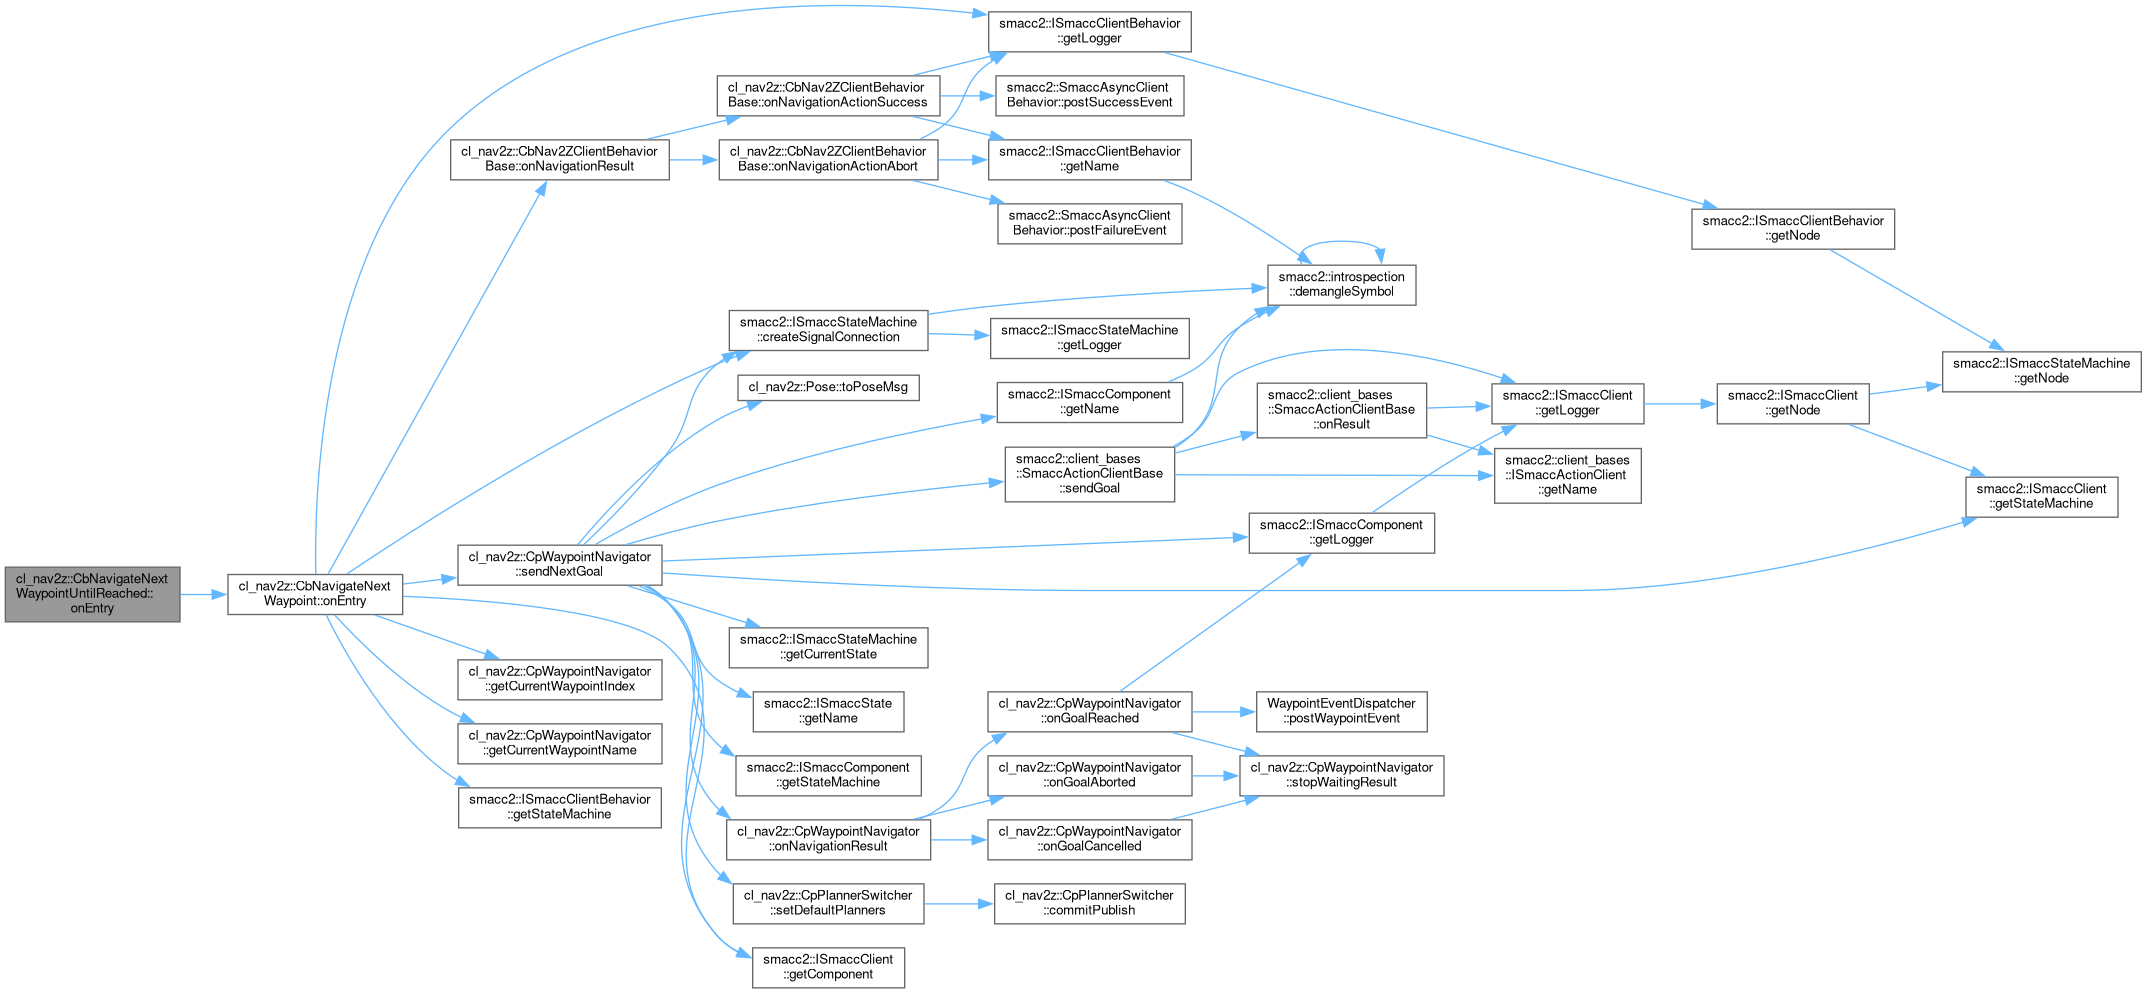 cl_nav2z::CbNavigateNext
WaypointUntilReached::
onEntry
cl_nav2z::CbNavigateNext
Waypoint::onEntry
smacc2::ISmaccClientBehavior
::getLogger
cl_nav2z::CbNav2ZClientBehavior
Base::onNavigationResult
cl_nav2z::CbNav2ZClientBehavior
Base::onNavigationActionSuccess
smacc2::SmaccAsyncClient
Behavior::postSuccessEvent
cl_nav2z::CbNav2ZClientBehavior
Base::onNavigationActionAbort
smacc2::ISmaccClientBehavior
::getName
smacc2::SmaccAsyncClient
Behavior::postFailureEvent
smacc2::ISmaccClientBehavior
::getNode
smacc2::introspection
::demangleSymbol
smacc2::ISmaccStateMachine
::createSignalConnection
smacc2::ISmaccStateMachine
::getLogger
smacc2::ISmaccStateMachine
::getNode
cl_nav2z::Pose::toPoseMsg
smacc2::ISmaccComponent
::getName
smacc2::client_bases
::SmaccActionClientBase
::onResult
smacc2::ISmaccClient
::getLogger
smacc2::ISmaccClient
::getNode
smacc2::client_bases
::SmaccActionClientBase
::sendGoal
smacc2::client_bases
::ISmaccActionClient
::getName
smacc2::ISmaccClient
::getStateMachine
smacc2::ISmaccComponent
::getLogger
cl_nav2z::CpWaypointNavigator
::sendNextGoal
smacc2::ISmaccStateMachine
::getCurrentState
cl_nav2z::CpWaypointNavigator
::getCurrentWaypointIndex
smacc2::ISmaccState
::getName
cl_nav2z::CpWaypointNavigator
::onGoalReached
WaypointEventDispatcher
::postWaypointEvent
cl_nav2z::CpWaypointNavigator
::getCurrentWaypointName
smacc2::ISmaccComponent
::getStateMachine
cl_nav2z::CpWaypointNavigator
::onGoalAborted
cl_nav2z::CpWaypointNavigator
::stopWaitingResult
smacc2::ISmaccClientBehavior
::getStateMachine
cl_nav2z::CpWaypointNavigator
::onNavigationResult
cl_nav2z::CpWaypointNavigator
::onGoalCancelled
cl_nav2z::CpPlannerSwitcher
::setDefaultPlanners
cl_nav2z::CpPlannerSwitcher
::commitPublish
smacc2::ISmaccClient
::getComponent